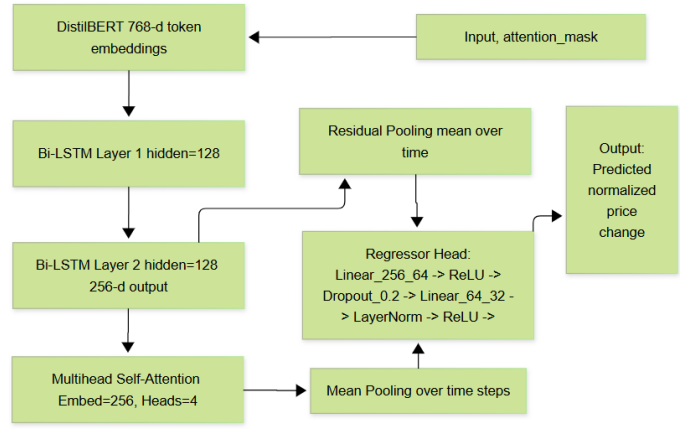 DistilBERT 768-d token
embeddings
Input, attention_mask
Bi-LSTM Layer 1 hidden=128
Residual Pooling mean over
time
Output:
Predicted
normalized
price
change
Bi-LSTM Layer 2 hidden=128
256-d output
Regressor Head:
Linear_256_64 -> ReLU ->
Dropout_0.2 -> Linear_64_32 -
> LayerNorm -> ReLU ->
Multihead Self-Attention
Embed=256, Heads=4
Mean Pooling over time steps